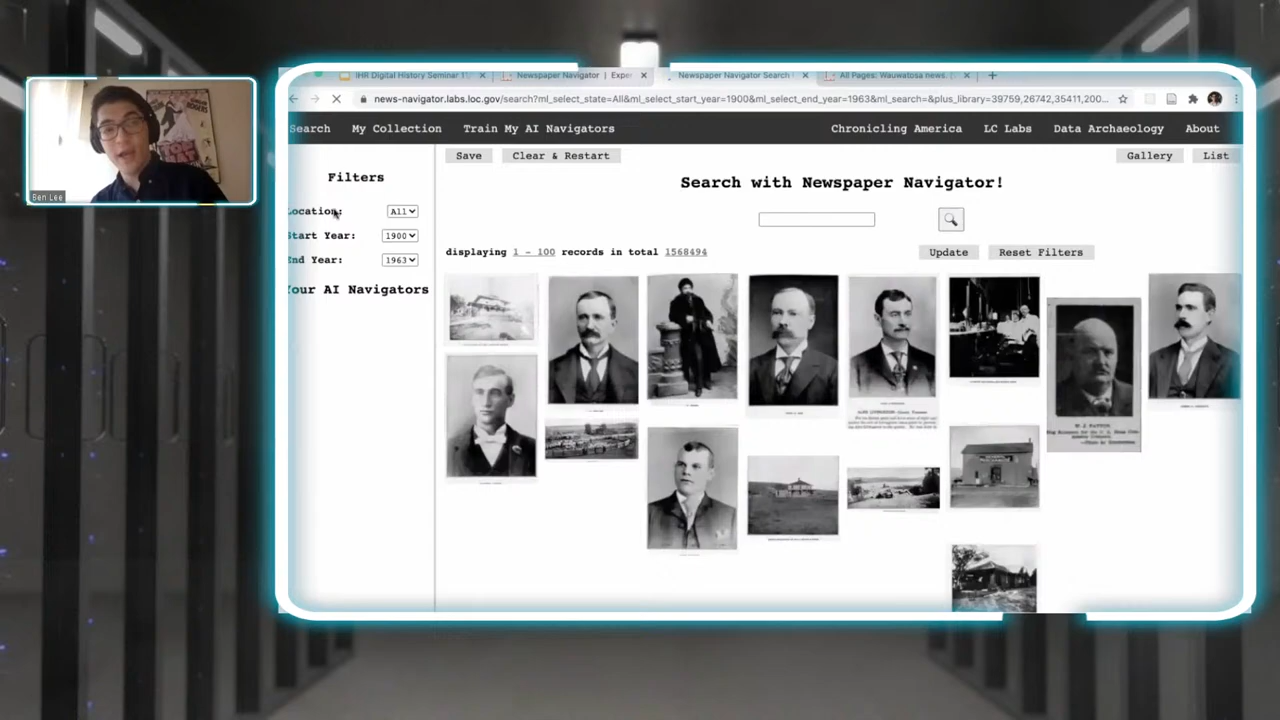 IHR Digital History Seminar 11/
Newspaper Navigator | Exper
Newspaper Navigator Search
All Pages: Wauwatosa news. (
news-navigator.labs.loc.gov/search?ml_select_state=All&ml_select_start_year=1900&ml_select_end_year=1963&ml_search=&plus_library=39759,26742,35411,200...
Search My Collection Train My AI Navigators Chronicling America LC Labs Data Archaeology About
Save Clear & Restart Gallery List
Filters
Search with Newspaper Navigator!
Location: All
Start Year: 1900
displaying 1 - 100 records in total 1568494 Update Reset Filters
End Year: 1963
Your AI Navigators
Ben Lee